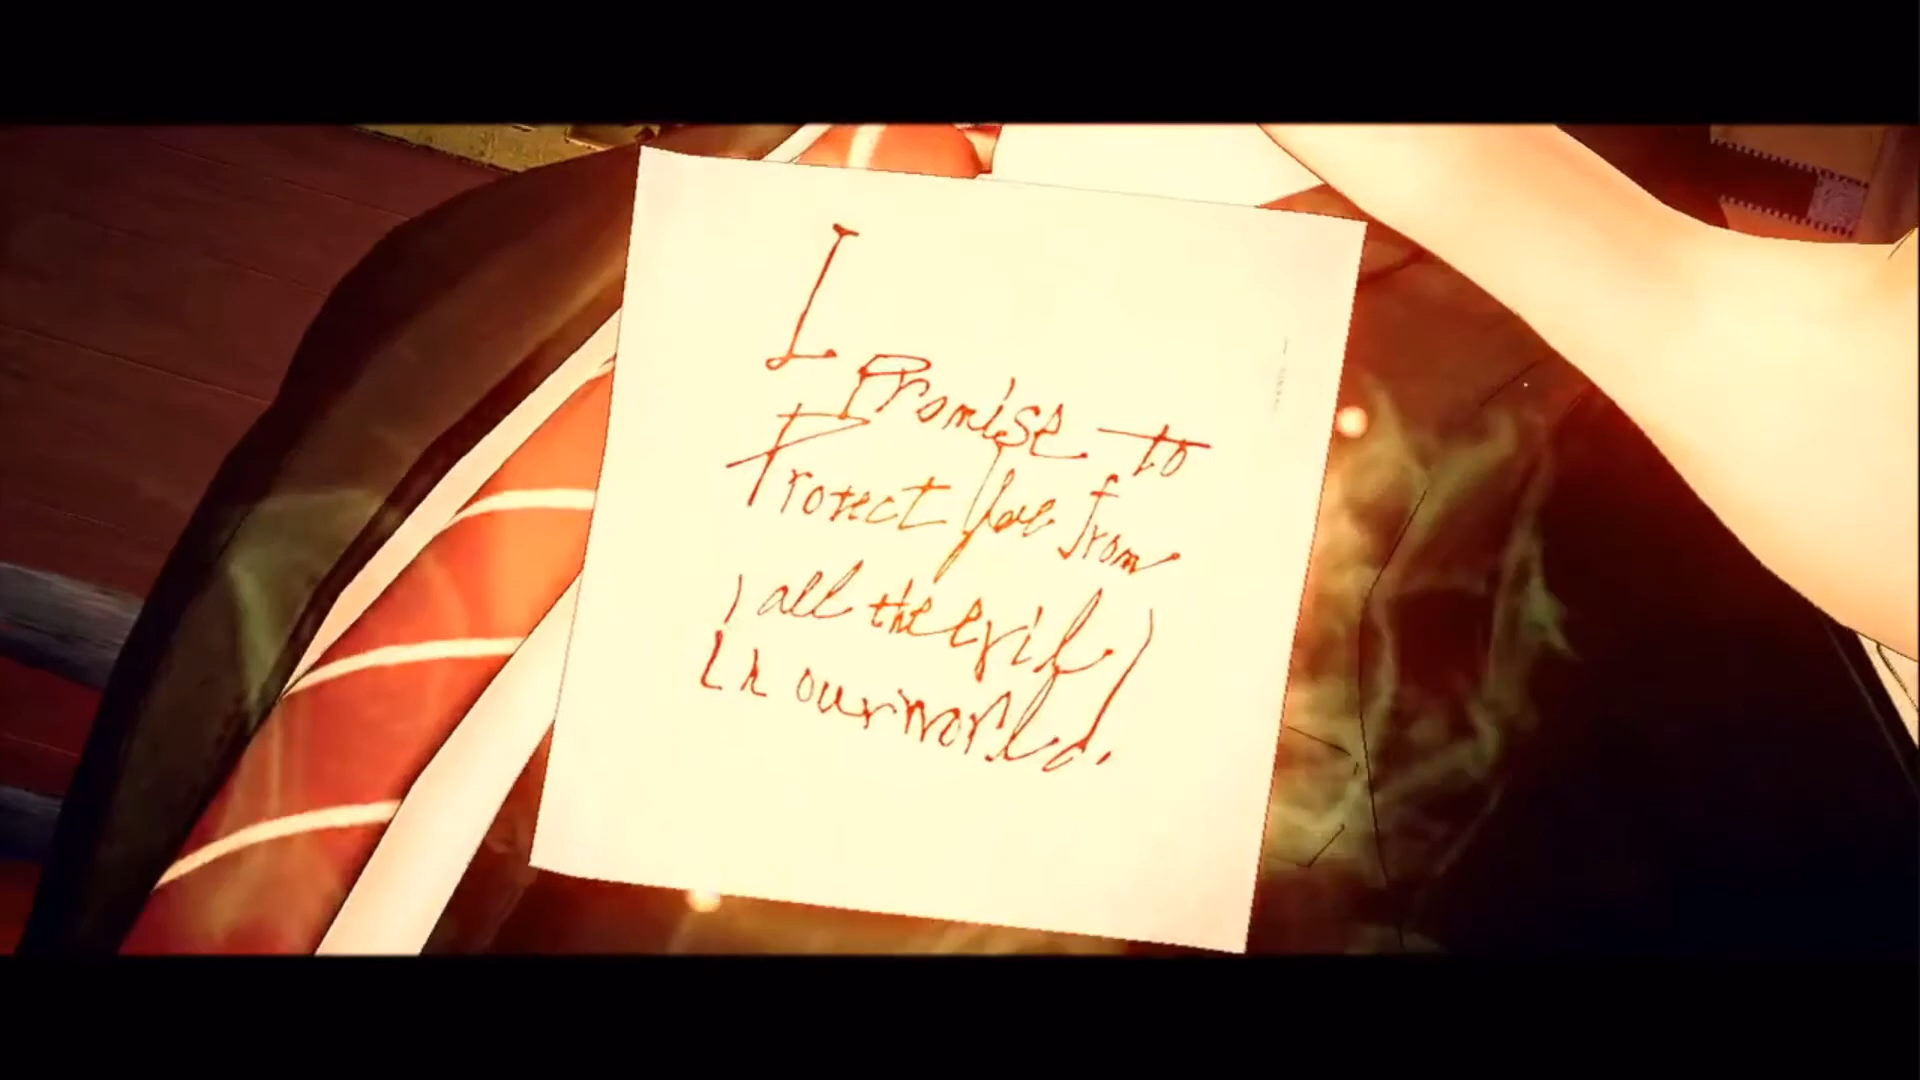 I
Promise to
Protect you from
all the evil
in our world.